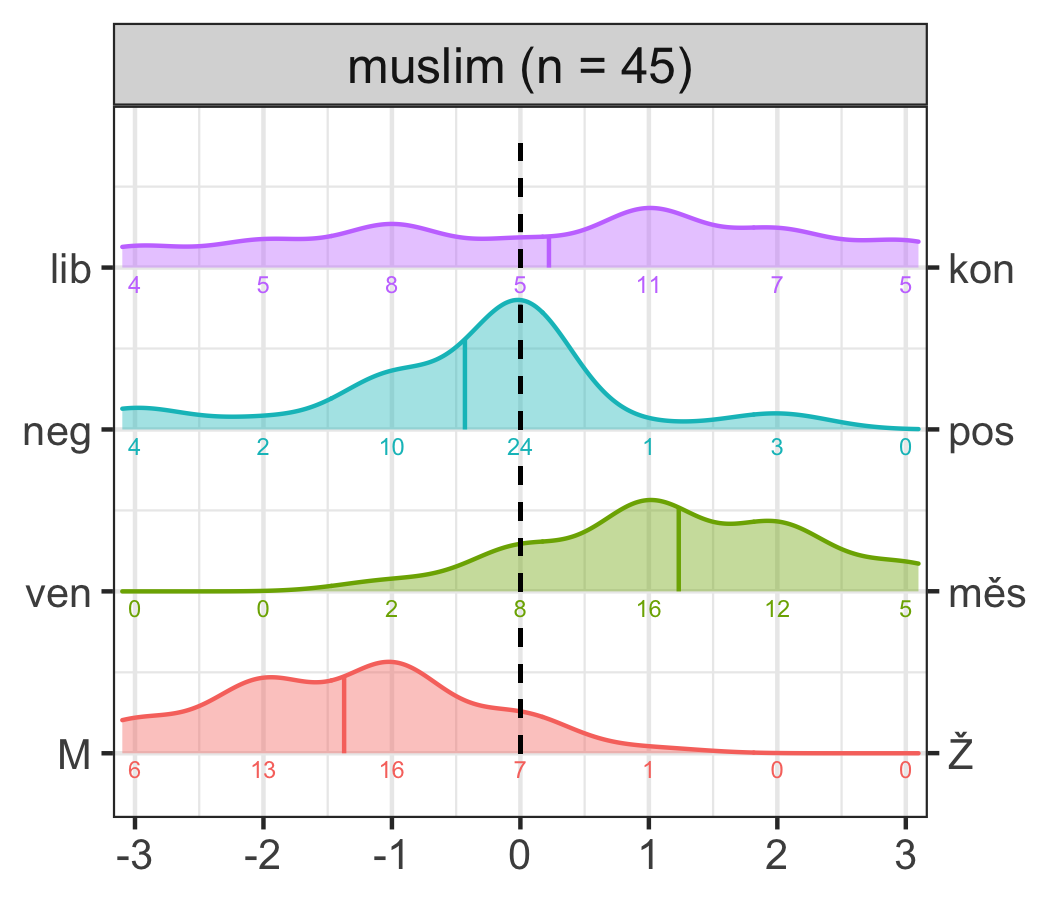 muslim (n = 45)
lib kon
4 5 8 5 11 7 5
neg pos
4 2 10 24 1 3 0
ven měs
0 0 2 8 16 12 5
M Ž
6 13 16 7 1 0 0
-3 -2 -1 0 1 2 3